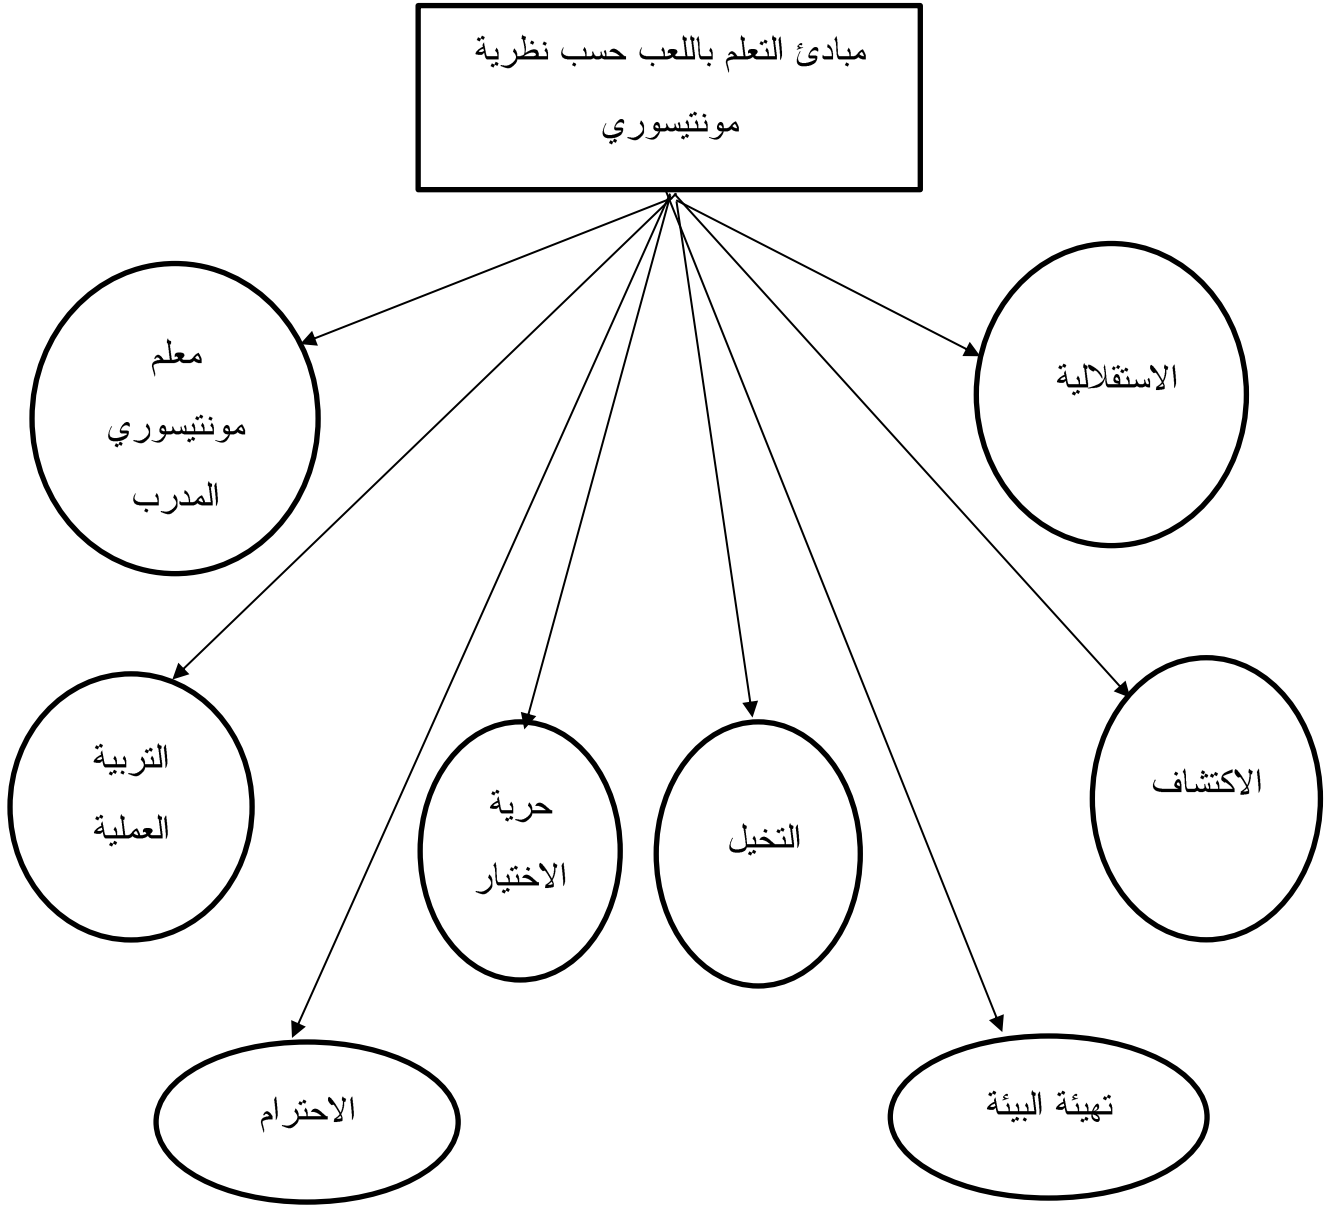 مبادئ التعلم باللعب حسب نظرية
مونتيسوري
الاستقلالية
معلم
مونتيسوري
المدرب
الاكتشاف
التربية
العملية
حرية
الاختيار
التخيل
تهيئة البيئة
الاحترام